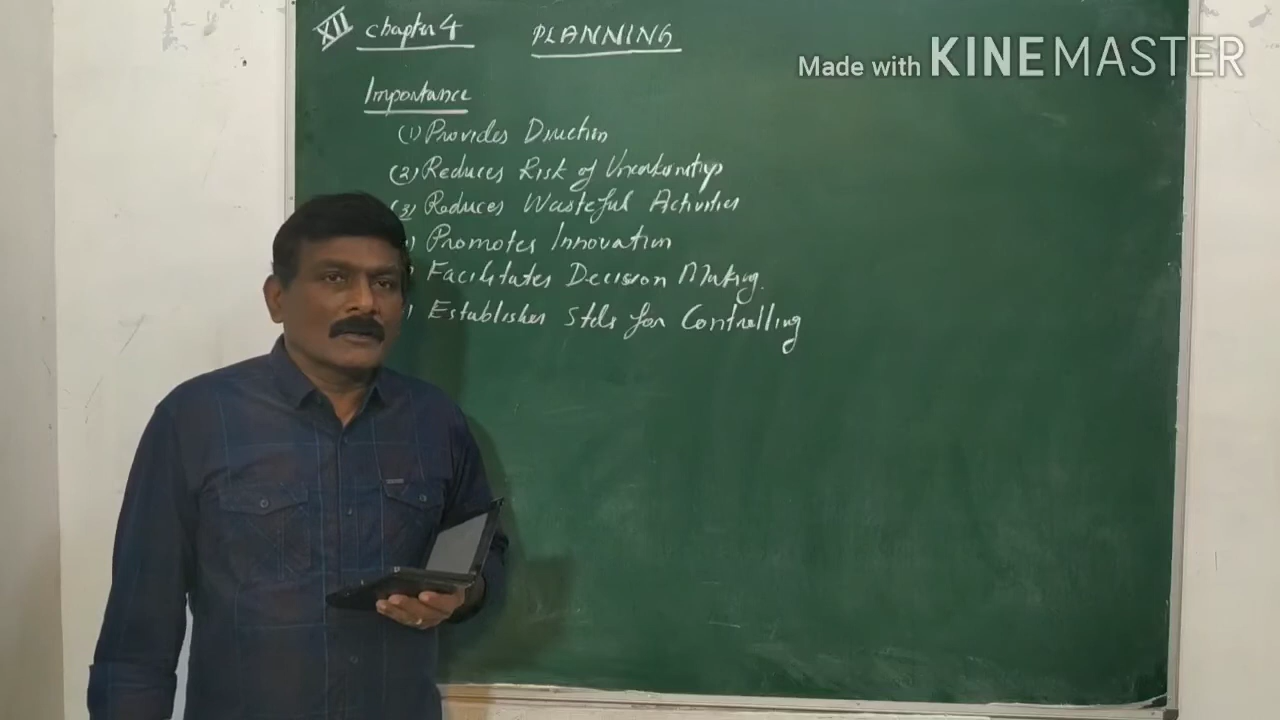 XII Chapter 4 PLANNING
Made with KINEMASTER
Importance
(1) Provides Direction
(2) Reduces Risk of Uncertainty
(3) Reduces Wasteful Activities
) Promotes Innovation
) Facilitates Decision Making.
) Establishes Stds for Controlling